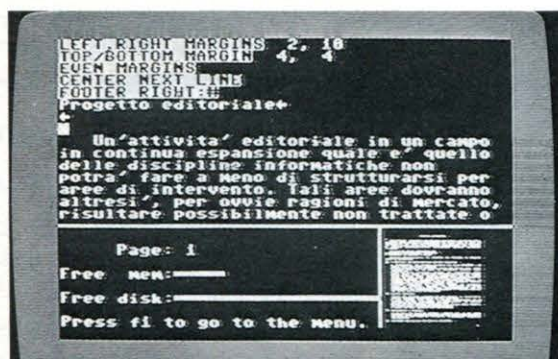 LEFT,RIGHT MARGINS 2, 10
TOP/BOTTOM MARGIN 4, 4
EVEN MARGINS
CENTER NEXT LINE
FOOTER RIGHT:#
Progetto editoriale←
←
Un'attivita' editoriale in un campo
in continua espansione quale e' quello
delle discipline informatiche non
potra' fare a meno di strutturarsi per
aree di intervento. Tali aree dovranno
altresi', per ovvie ragioni di mercato,
risultare possibilmente non trattate o
Page: 1
Free mem:
Free disk:
Press f1 to go to the menu.